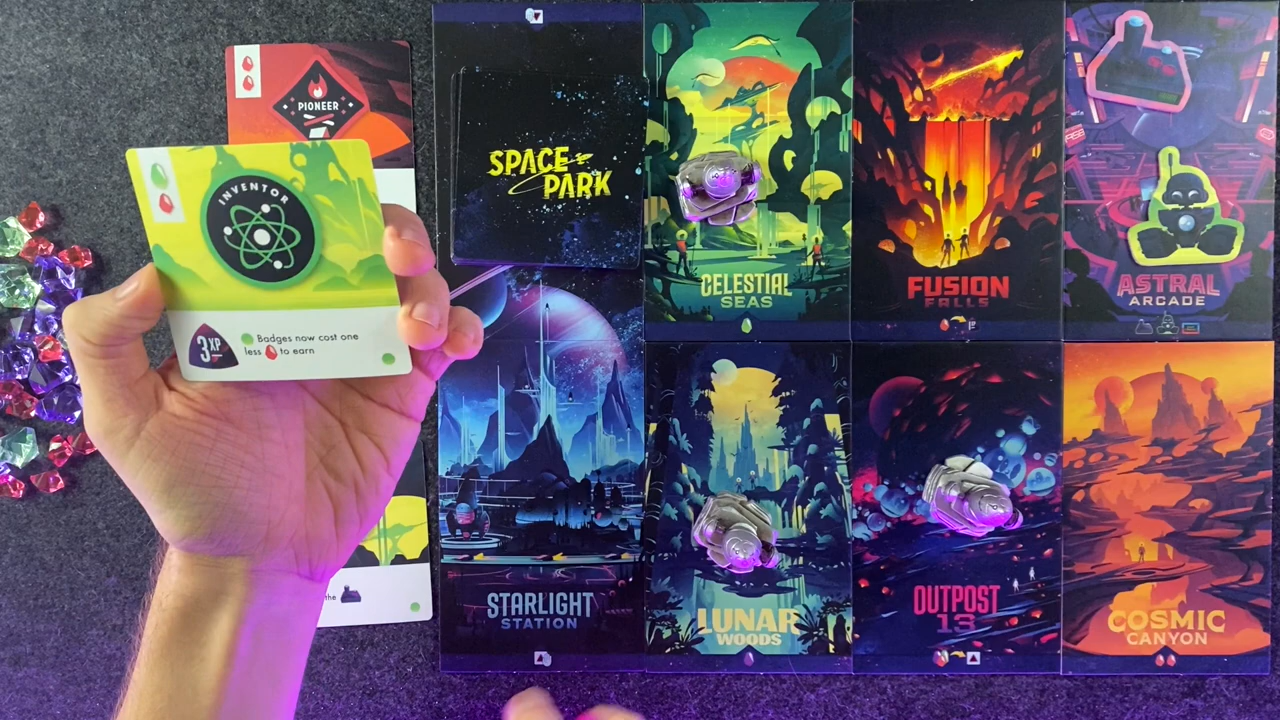 PIONEER
INVENTOR
3XP
Badges now cost one
less to earn
the
SPACE
PARK
CELESTIAL
SEAS
FUSION
FALLS
ASTRAL
ARCADE
STARLIGHT
STATION
LUNAR
WOODS
OUTPOST
13
COSMIC
CANYON